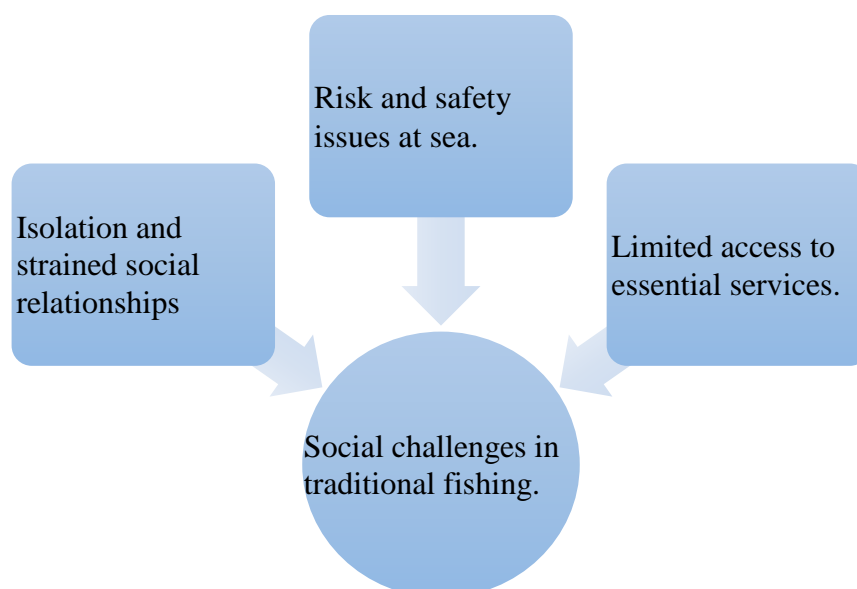 Risk and safety
issues at sea.
Isolation and
strained social
relationships
Limited access to
essential services.
Social challenges in
traditional fishing.